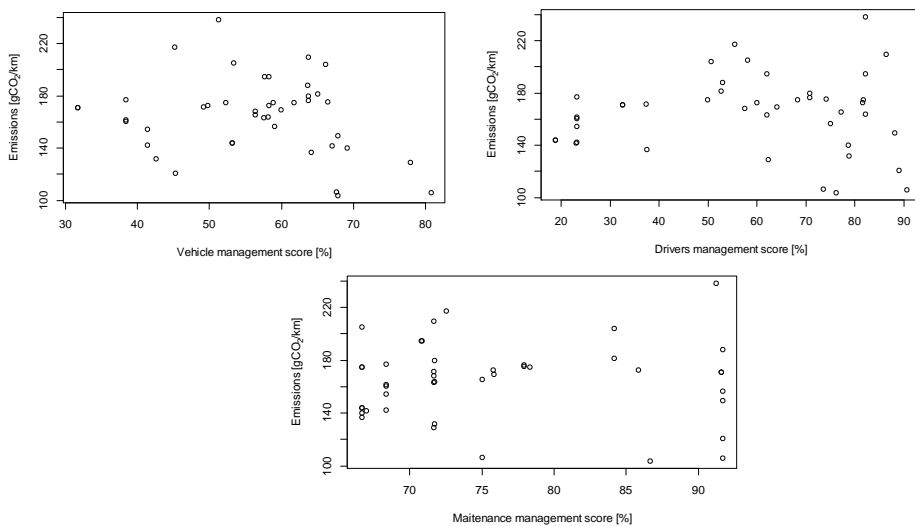 220
180
140
100
Emissions [gCO2/km]
30 40 50 60 70 80
Vehicle management score [%]
220
180
140
100
Emissions [gCO2/km]
20 30 40 50 60 70 80 90
Drivers management score [%]
220
180
140
100
Emissions [gCO2/km]
70 75 80 85 90
Maitenance management score [%]